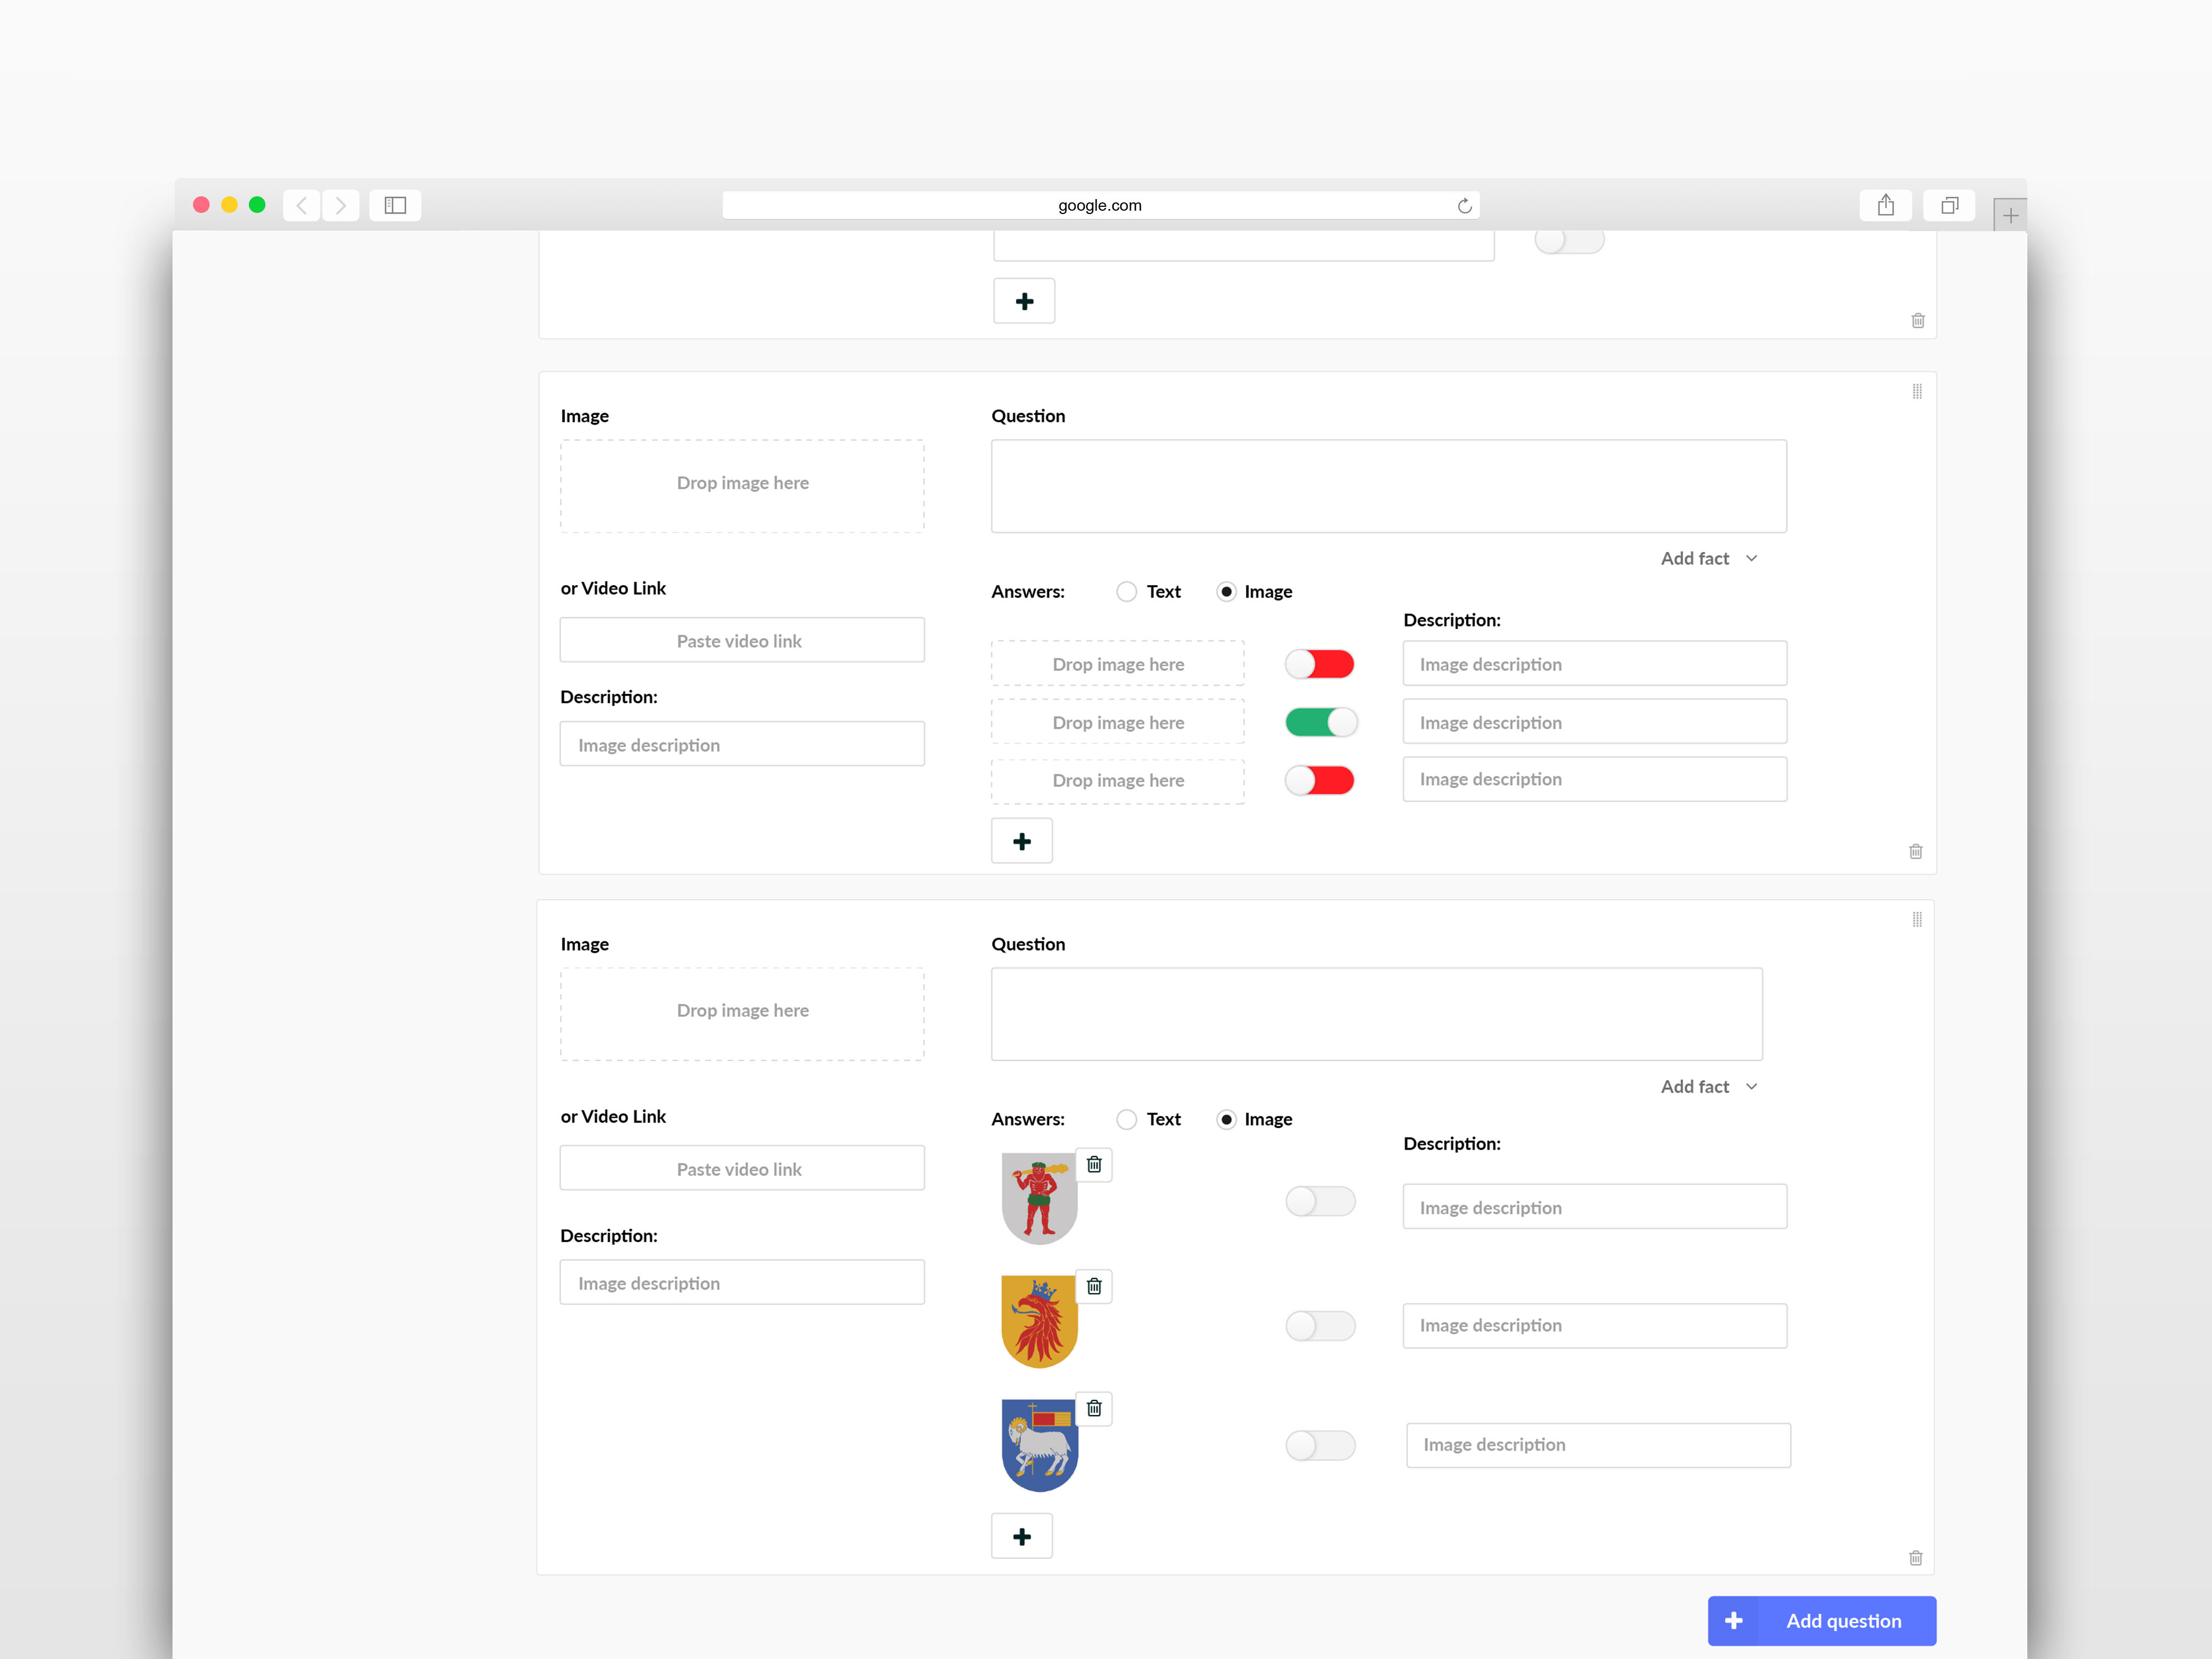 google.com
Image
Question
Drop image here
Add fact
or Video Link
Answers: Text Image
Description:
Paste video link
Drop image here
Image description
Description:
Drop image here
Image description
Image description
Drop image here
Image description
Image
Question
Drop image here
Add fact
or Video Link
Answers: Text Image
Description:
Paste video link
Image description
Description:
Image description
Image description
Image description
Add question